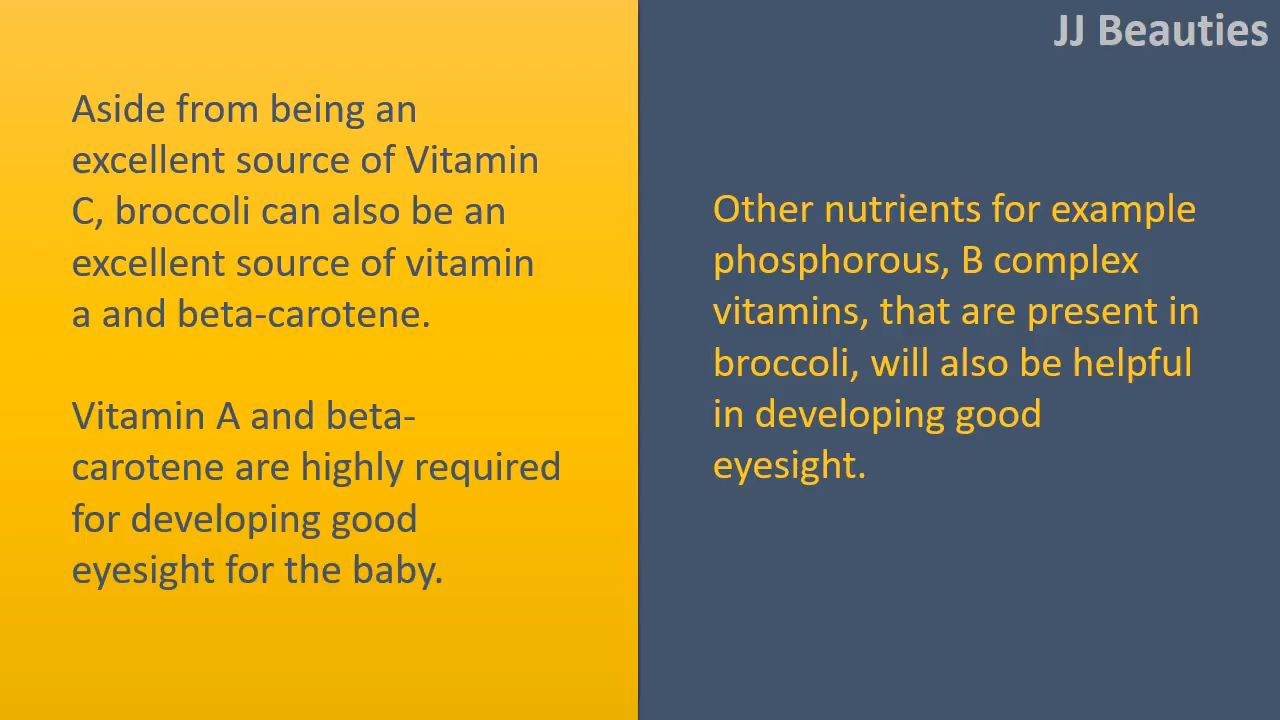 JJ Beauties
Aside from being an
excellent source of Vitamin
C, broccoli can also be an
excellent source of vitamin
a and beta-carotene.
Vitamin A and beta-
carotene are highly required
for developing good
eyesight for the baby.
Other nutrients for example
phosphorous, B complex
vitamins, that are present in
broccoli, will also be helpful
in developing good
eyesight.